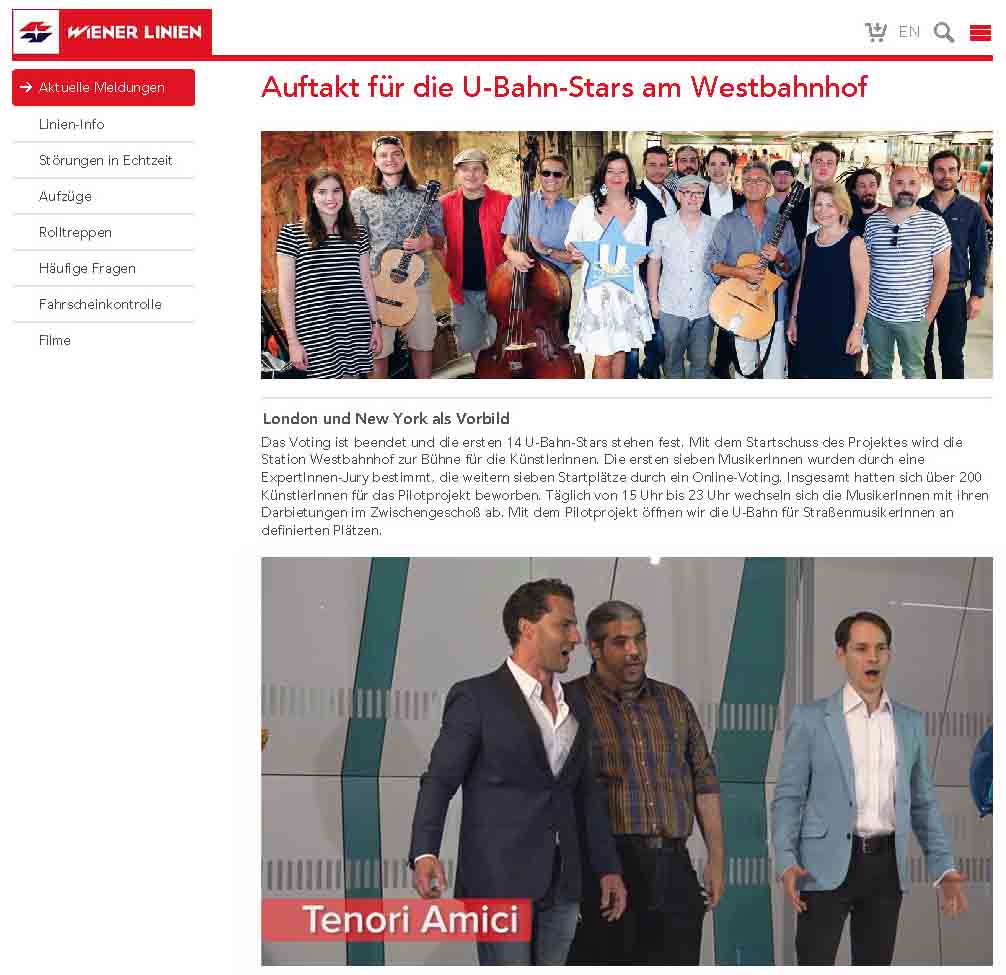 WIENER LINIEN
EN
Aktuelle Meldungen
Linien-Info
Störungen in Echtzeit
Aufzüge
Rolltreppen
Häufige Fragen
Fahrscheinkontrolle
Filme
Auftakt für die U-Bahn-Stars am Westbahnhof
U
Stars
London und New York als Vorbild
Das Voting ist beendet und die ersten 14 U-Bahn-Stars stehen fest. Mit dem Startschuss des Projektes wird die
Station Westbahnhof zur Bühne für die Künstlerinnen. Die ersten sieben MusikerInnen wurden durch eine
ExpertInnen-Jury bestimmt, die weitern sieben Startplätze durch ein Online-Voting. Insgesamt hatten sich über 200
KünstlerInnen für das Pilotprojekt beworben. Täglich von 15 Uhr bis 23 Uhr wechseln sich die MusikerInnen mit ihren
Darbietungen im Zwischengeschoß ab. Mit dem Pilotprojekt öffnen wir die U-Bahn für StraßenmusikerInnen an
definierten Plätzen.
Tenori Amici